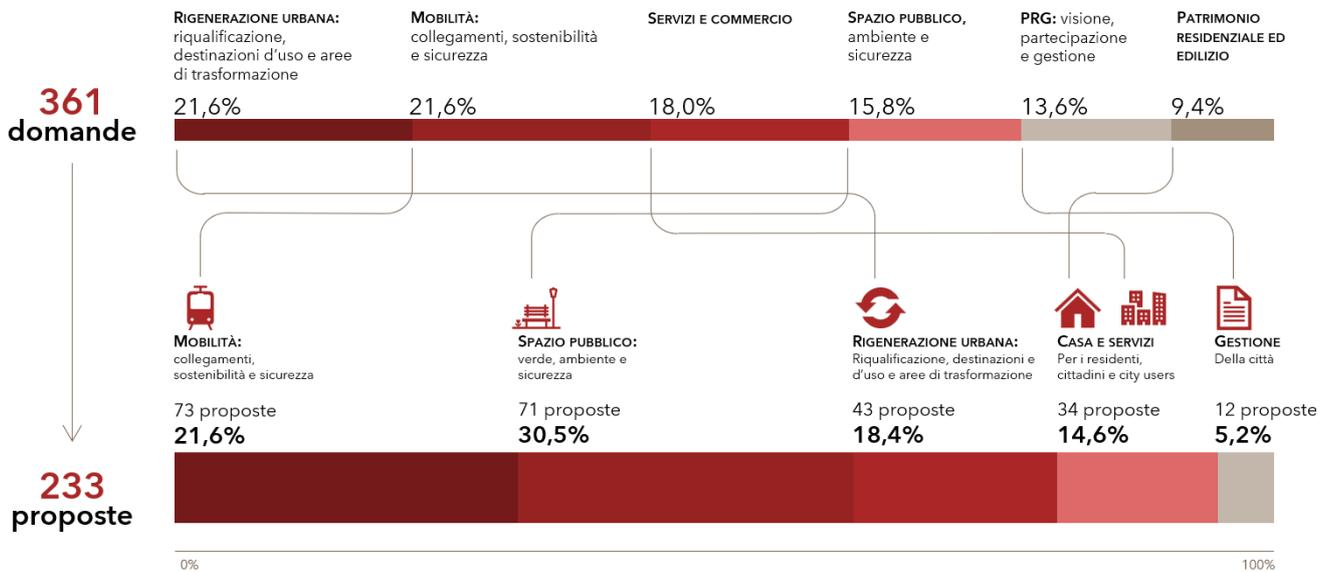 RIGENERAZIONE URBANA:
riqualificazione,
destinazioni d'uso e aree
di trasformazione
21,6%
MOBILITÀ:
collegamenti, sostenibilità
e sicurezza
21,6%
SERVIZI E COMMERCIO
18,0%
SPAZIO PUBBLICO,
ambiente e
sicurezza
15,8%
PRG: visione,
partecipazione
e gestione
13,6%
PATRIMONIO
RESIDENZIALE ED
EDILIZIO
9,4%
361
domande
MOBILITÀ:
collegamenti,
sostenibilità e sicurezza
73 proposte
21,6%
SPAZIO PUBBLICO:
verde, ambiente e
sicurezza
71 proposte
30,5%
RIGENERAZIONE URBANA:
Riqualificazione, destinazioni e
d'uso e aree di trasformazione
43 proposte
18,4%
CASA E SERVIZI
Per i residenti,
cittadini e city users
34 proposte
14,6%
GESTIONE
Della città
12 proposte
5,2%
233
proposte
0%
100%